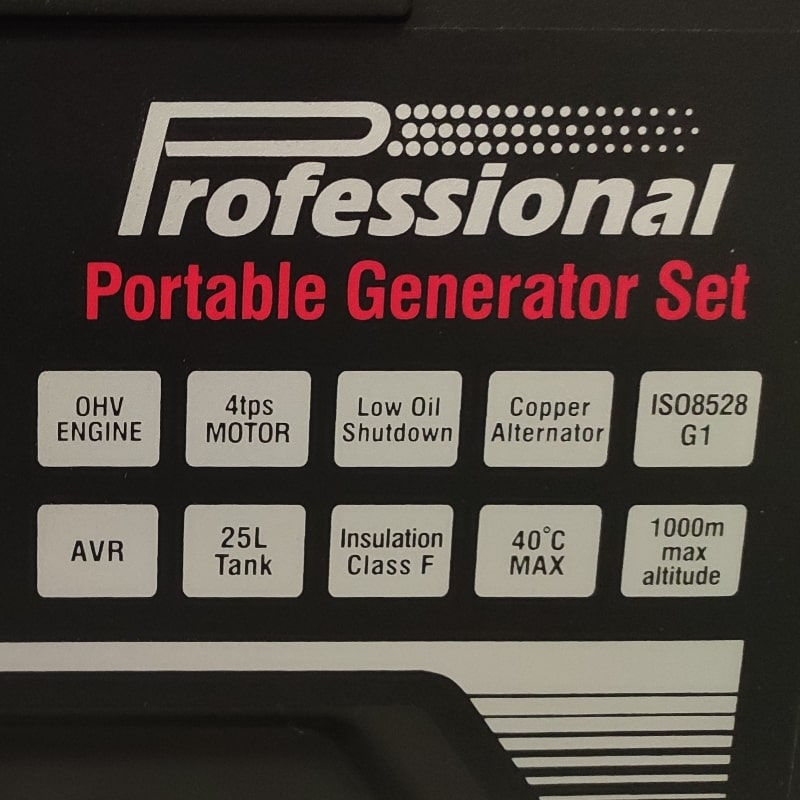 Professional
Portable Generator Set
OHV
ENGINE
4tps
MOTOR
Low Oil
Shutdown
Copper
Alternator
ISO8528
G1
AVR
25L
Tank
Insulation
Class F
40°C
MAX
1000m
max
altitude